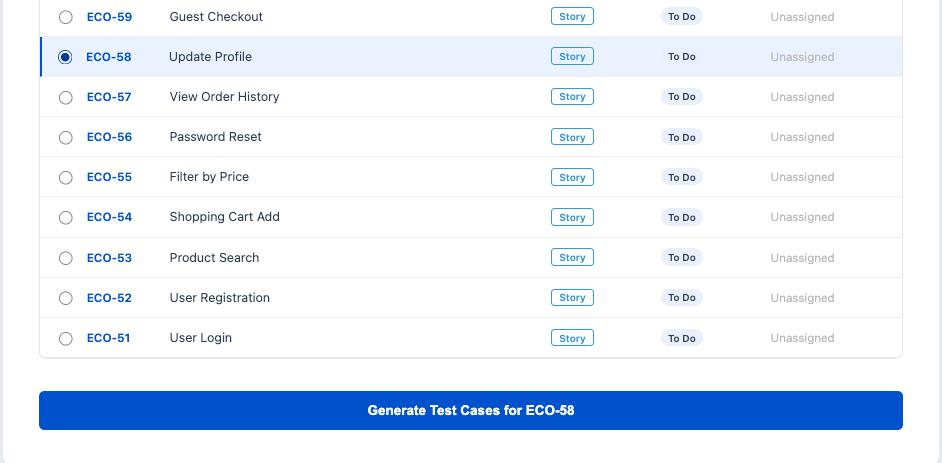 ECO-59 Guest Checkout Story To Do Unassigned
ECO-58 Update Profile Story To Do Unassigned
ECO-57 View Order History Story To Do Unassigned
ECO-56 Password Reset Story To Do Unassigned
ECO-55 Filter by Price Story To Do Unassigned
ECO-54 Shopping Cart Add Story To Do Unassigned
ECO-53 Product Search Story To Do Unassigned
ECO-52 User Registration Story To Do Unassigned
ECO-51 User Login Story To Do Unassigned
Generate Test Cases for ECO-58